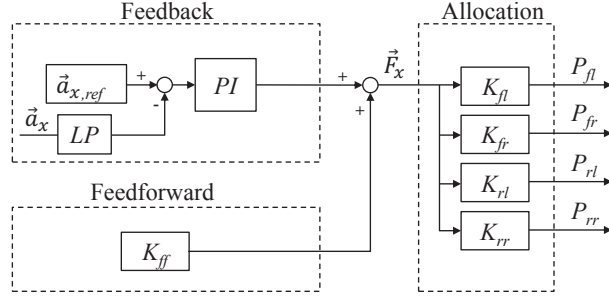 Feedback
Allocation
a⃗x,ref
+
-
PI
+
+
F⃗x
Kfl
Pfl
a⃗x
LP
Kfr
Pfr
Krl
Prl
Feedforward
Kff
Krr
Prr